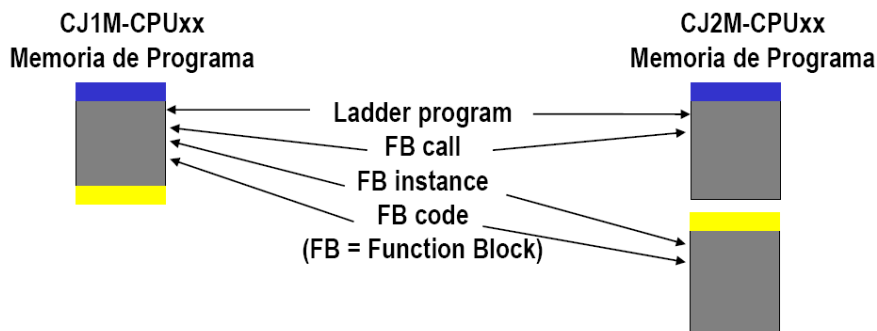 CJ1M-CPUxx
Memoria de Programa
CJ2M-CPUxx
Memoria de Programa
Ladder program
FB call
FB instance
FB code
(FB = Function Block)